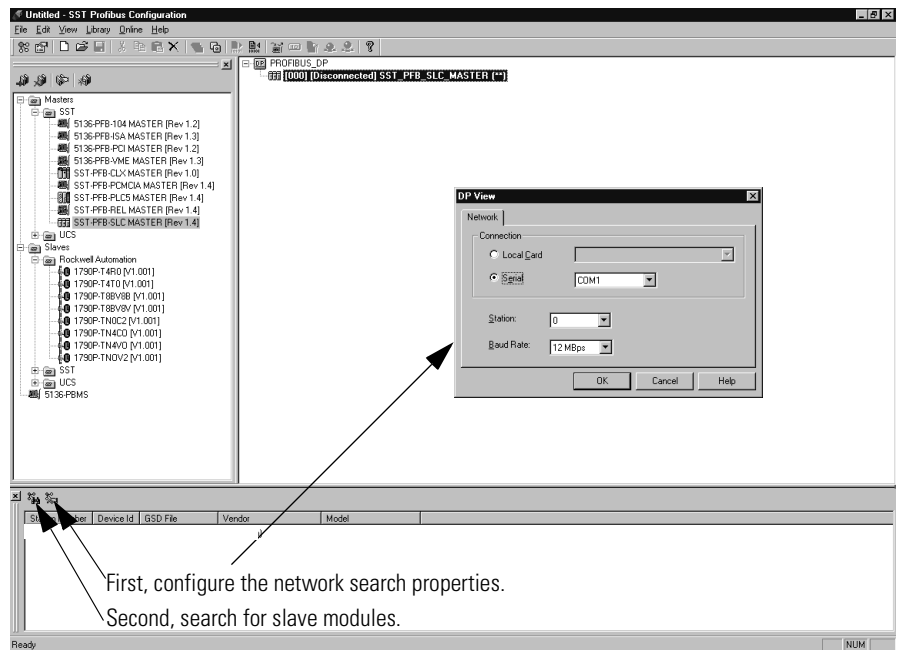 Untitled - SST Profibus Configuration
File Edit View Library Online Help
Masters
SST
5136-PFB-104 MASTER [Rev 1.2]
5136-PFB-ISA MASTER [Rev 1.3]
5136-PFB-PCI MASTER [Rev 1.2]
5136-PFB-VME MASTER [Rev 1.3]
SST-PFB-CLX MASTER [Rev 1.0]
SST-PFB-PCMCIA MASTER [Rev 1.4]
SST-PFB-PLC5 MASTER [Rev 1.4]
SST-PFB-REL MASTER [Rev 1.4]
SST-PFB-SLC MASTER [Rev 1.4]
UCS
Slaves
Rockwell Automation
1790P-T4R0 [V1.001]
1790P-T4T0 [V1.001]
1790P-T8BV8B [V1.001]
1790P-T8BV8V [V1.001]
1790P-TN0C2 [V1.001]
1790P-TN4C0 [V1.001]
1790P-TN4V0 [V1.001]
1790P-TN0V2 [V1.001]
SST
UCS
5136-PBMS
DP PROFIBUS_DP
[000] [Disconnected] SST_PFB_SLC_MASTER (**)
DP View
Network
Connection
Local Card
Serial COM1
Station: 0
Baud Rate: 12 MBps
OK Cancel Help
Device Id GSD File Vendor Model
First, configure the network search properties.
Second, search for slave modules.
Ready NUM